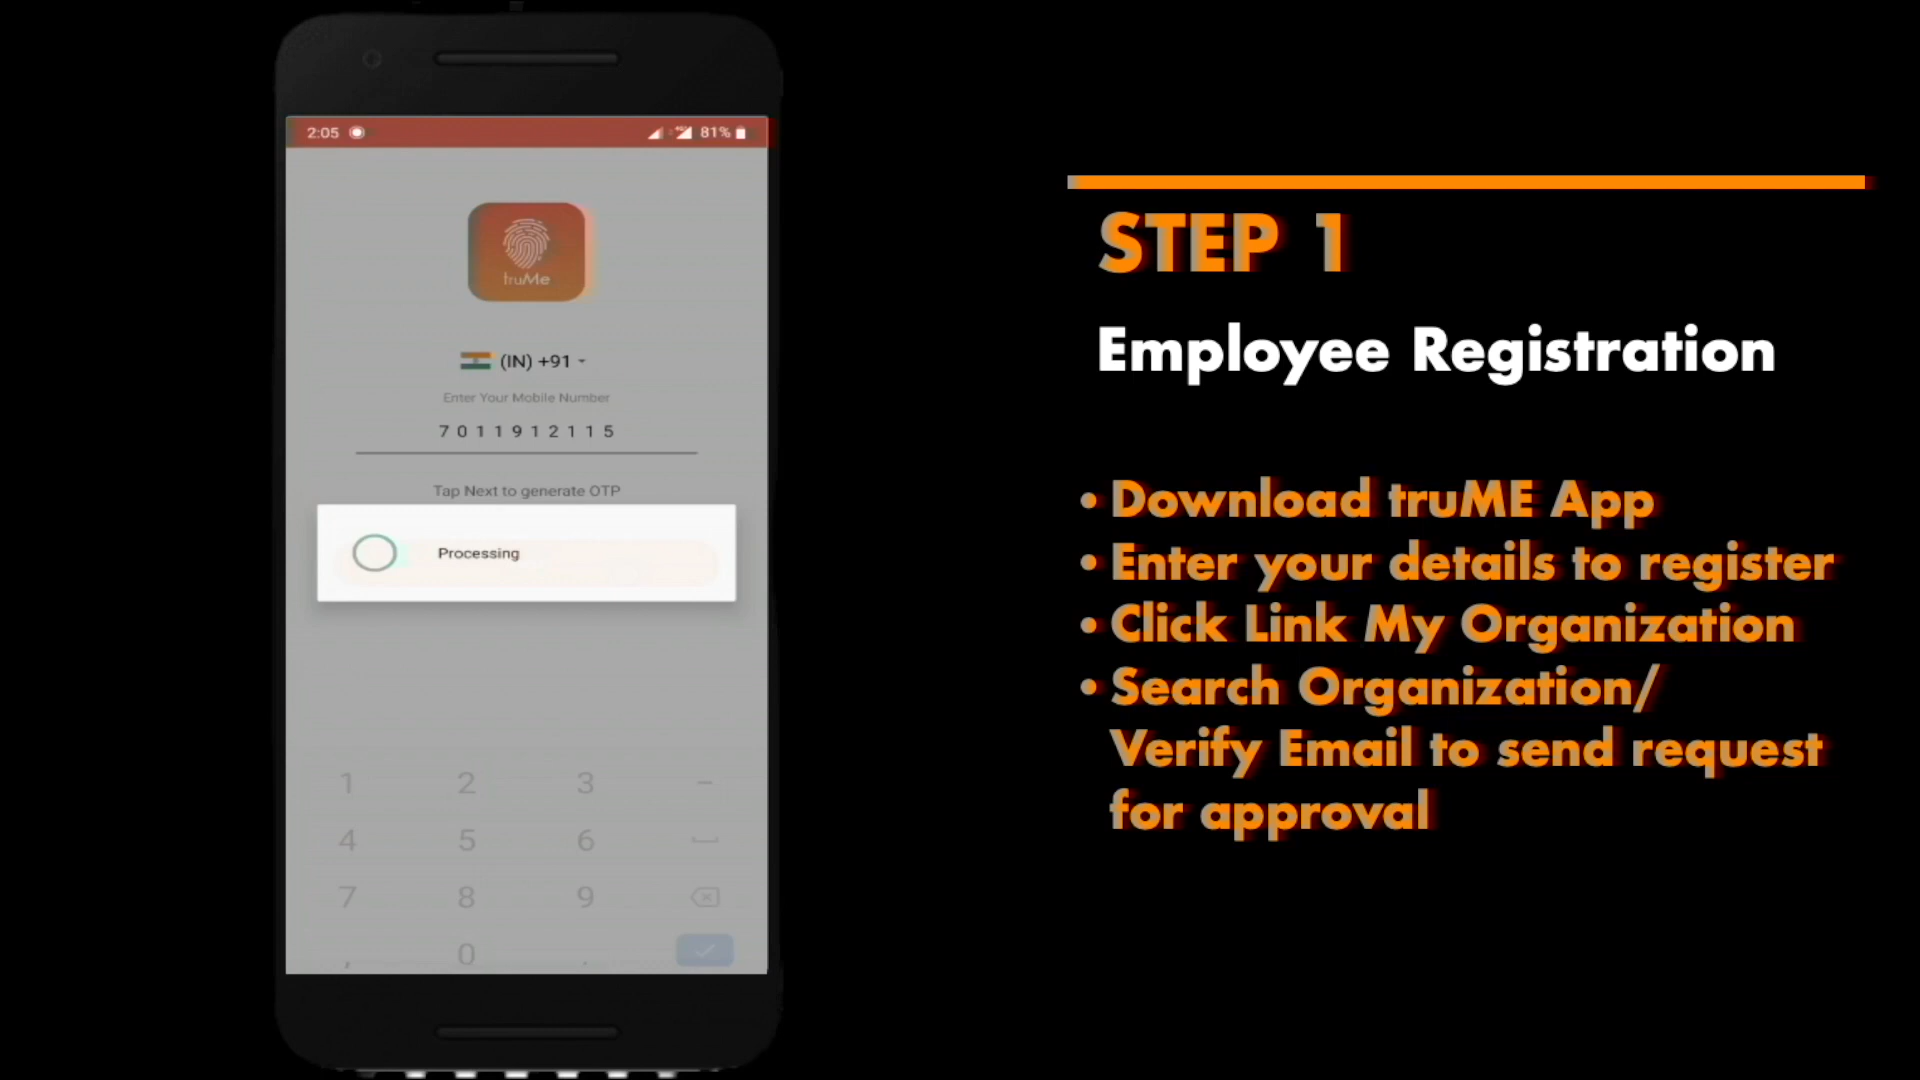 2:05
81%
truMe
(IN) +91
Enter Your Mobile Number
7011912115
Tap Next to generate OTP
Processing
1 2 3 –
4 5 6
7 8 9
, 0 .
STEP 1
Employee Registration
• Download truME App
• Enter your details to register
• Click Link My Organization
• Search Organization/
Verify Email to send request
for approval